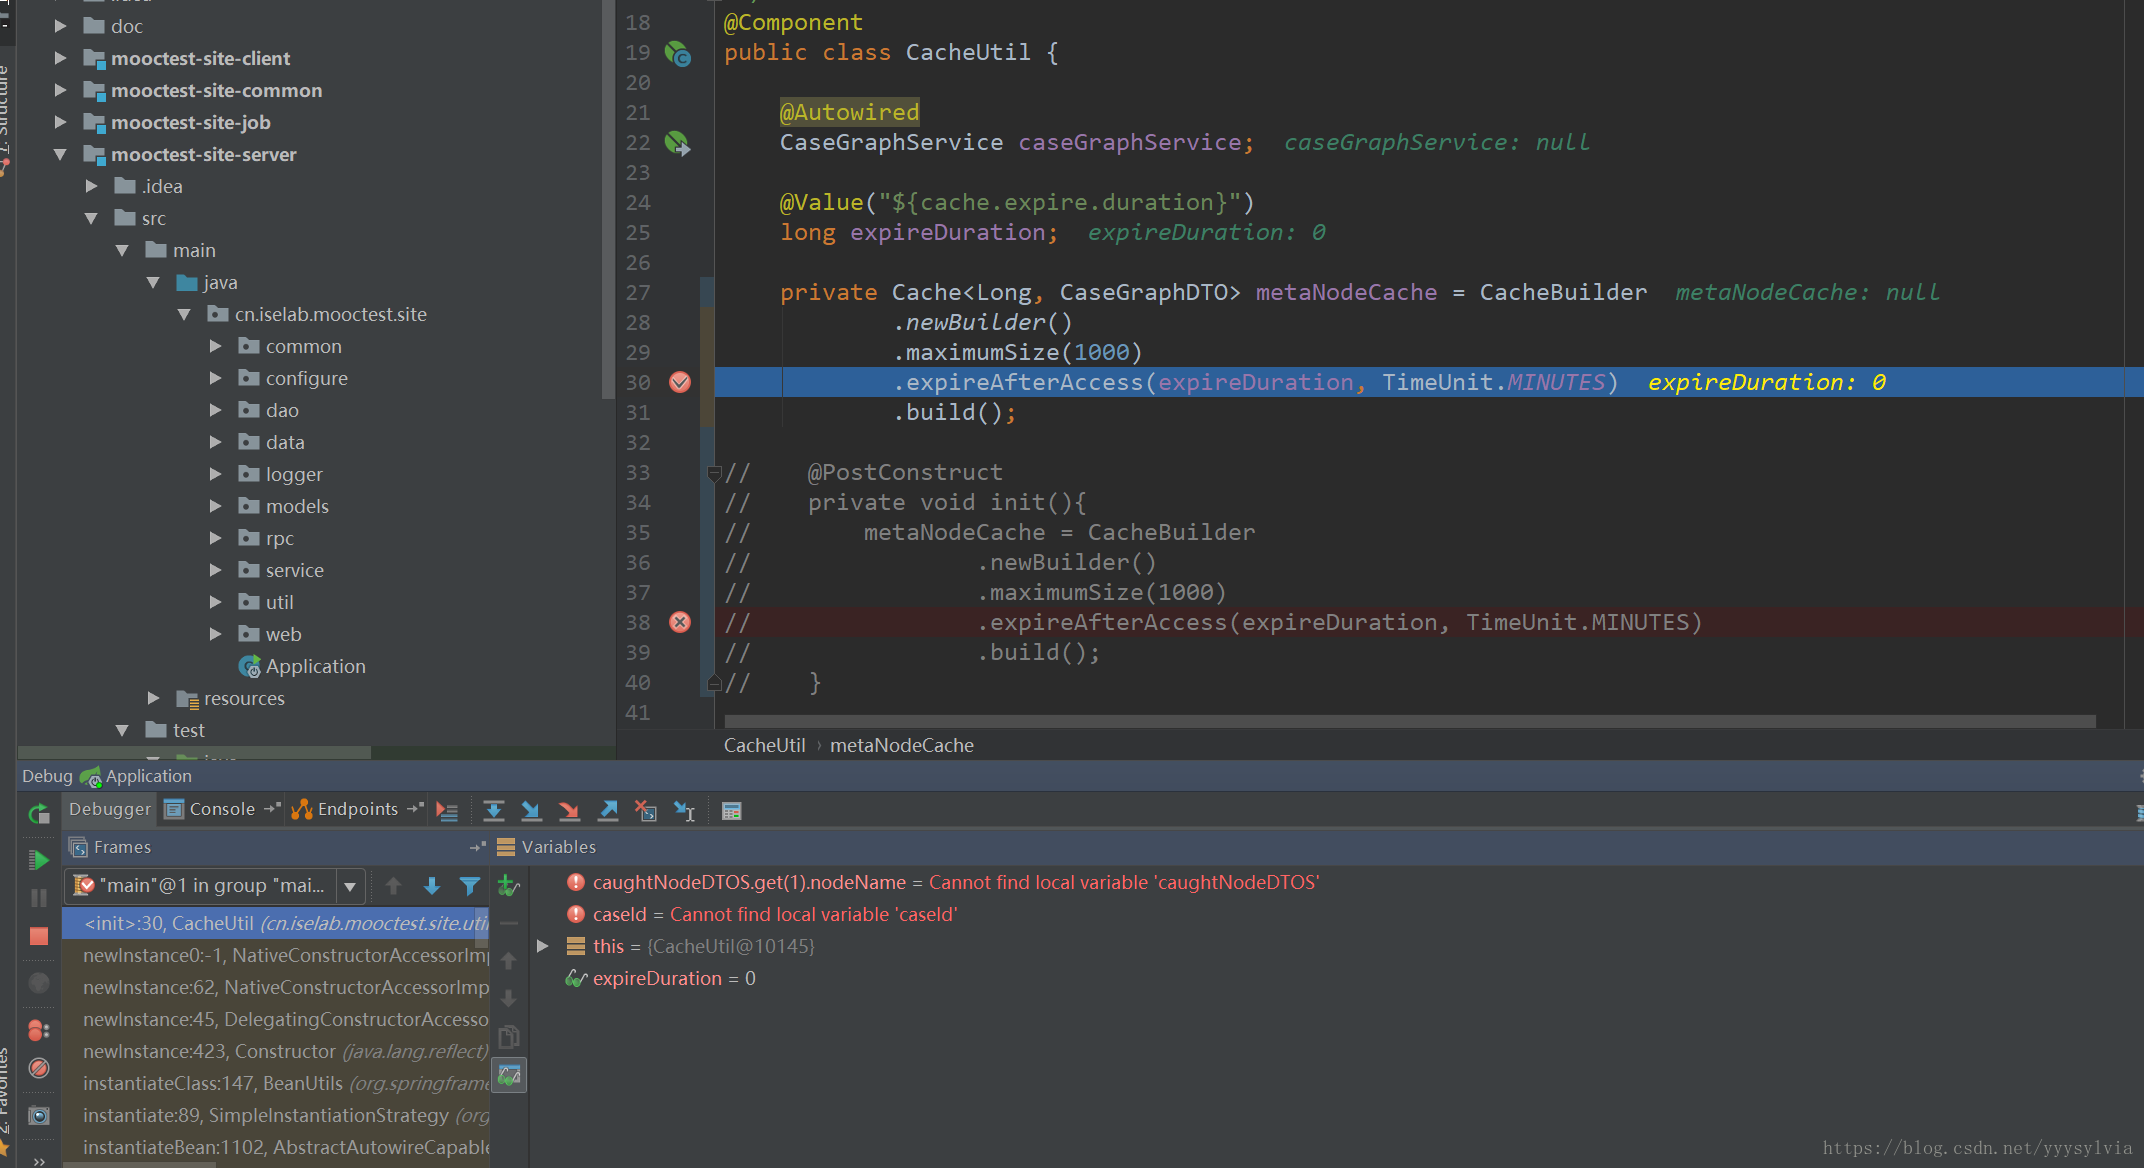 doc
mooctest-site-client
mooctest-site-common
mooctest-site-job
mooctest-site-server
.idea
src
main
java
cn.iselab.mooctest.site
common
configure
dao
data
logger
models
rpc
service
util
web
Application
resources
test
Structure
2: Favorites
18 @Component
19 public class CacheUtil {
20
21 @Autowired
22 CaseGraphService caseGraphService; caseGraphService: null
23
24 @Value("${cache.expire.duration}")
25 long expireDuration; expireDuration: 0
26
27 private Cache<Long, CaseGraphDTO> metaNodeCache = CacheBuilder metaNodeCache: null
28 .newBuilder()
29 .maximumSize(1000)
30 .expireAfterAccess(expireDuration, TimeUnit.MINUTES) expireDuration: 0
31 .build();
32
33 // @PostConstruct
34 // private void init(){
35 // metaNodeCache = CacheBuilder
36 // .newBuilder()
37 // .maximumSize(1000)
38 // .expireAfterAccess(expireDuration, TimeUnit.MINUTES)
39 // .build();
40 // }
41
CacheUtil › metaNodeCache
Debug Application
Debugger Console Endpoints
Frames
"main"@1 in group "mai...
<init>:30, CacheUtil (cn.iselab.mooctest.site.util
newInstance0:-1, NativeConstructorAccessorImp
newInstance:62, NativeConstructorAccessorImp
newInstance:45, DelegatingConstructorAccesso
newInstance:423, Constructor (java.lang.reflect)
instantiateClass:147, BeanUtils (org.springframe
instantiate:89, SimpleInstantiationStrategy (org
instantiateBean:1102, AbstractAutowireCapable
Variables
caughtNodeDTOS.get(1).nodeName = Cannot find local variable 'caughtNodeDTOS'
caseId = Cannot find local variable 'caseId'
this = {CacheUtil@10145}
expireDuration = 0
https://blog.csdn.net/yyysylvia